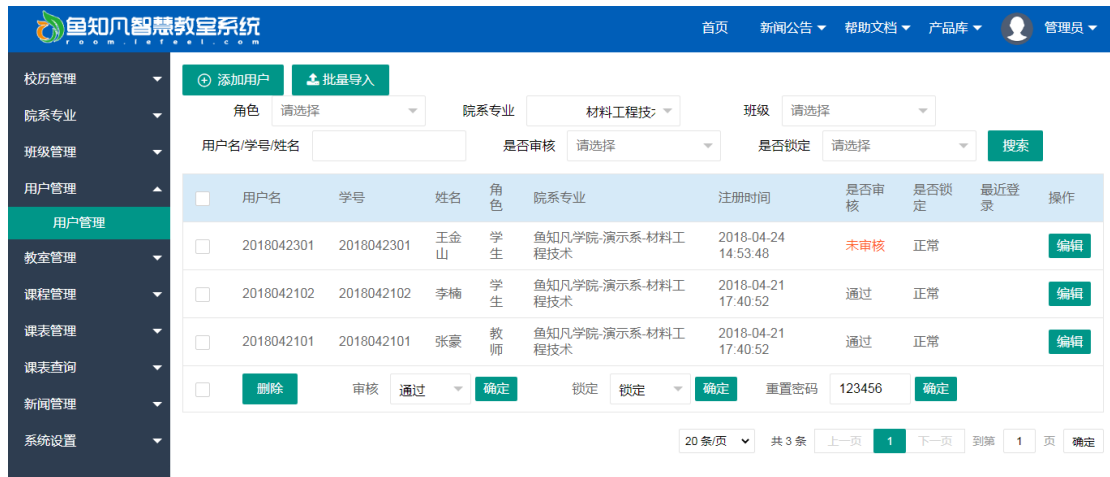 鱼知凡智慧教室系统
room.lefeel.com
首页 新闻公告 帮助文档 产品库 管理员
校历管理
院系专业
班级管理
用户管理
用户管理
教室管理
课程管理
课表管理
课表查询
新闻管理
系统设置
添加用户 批量导入
角色 请选择 院系专业 材料工程技 班级 请选择
用户名/学号/姓名 是否审核 请选择 是否锁定 请选择 搜索
用户名 学号 姓名 角色 院系专业 注册时间 是否审核 是否锁定 最近登录 操作
2018042301 2018042301 王金 学 鱼知凡学院-演示系-材料工 2018-04-24 未审核 正常 编辑
山 生 程技术 14:53:48
2018042102 2018042102 李楠 学 鱼知凡学院-演示系-材料工 2018-04-21 通过 正常 编辑
生 程技术 17:40:52
2018042101 2018042101 张豪 教 鱼知凡学院-演示系-材料工 2018-04-21 通过 正常 编辑
师 程技术 17:40:52
删除 审核 通过 确定 锁定 锁定 确定 重置密码 123456 确定
20 条/页 共 3 条 上一页 1 下一页 到第 1 页 确定